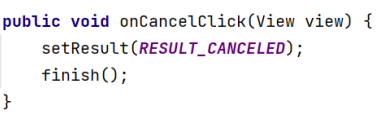 public void onCancelClick(View view) {
    setResult(RESULT_CANCELED);
    finish();
}